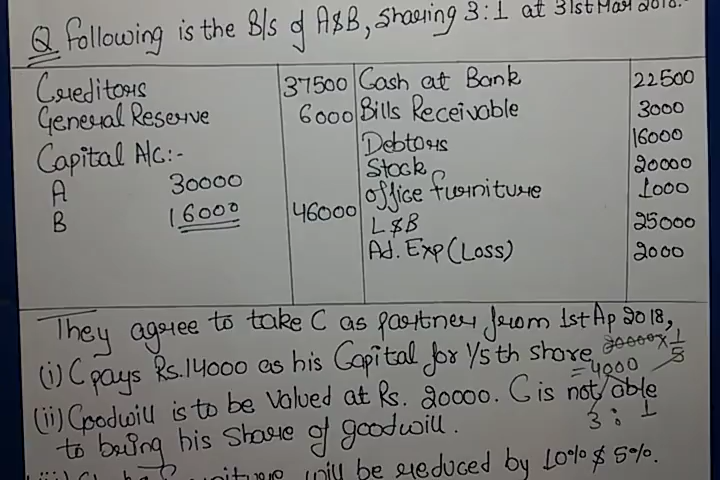 Q Following is the B/s of A&B, Sharing 3:1 at 31st Mar 2018.
Creditors 37500 Cash at Bank 22500
General Reserve 6000 Bills Receivable 3000
Debtors 16000
Capital A/C:- Stock 20000
A 30000 Office furniture 1000
B 16000 46000 L&B 25000
Ad. Exp (Loss) 2000
They agree to take C as partner from 1st Ap 2018,
(i) C pays Rs.14000 as his Capital for 1/5th share 20000 x 1/5
= 4000
(ii) Goodwill is to be valued at Rs. 20000. C is not able
3 : 1
to bring his share of goodwill.
will be reduced by 10% & 5%.